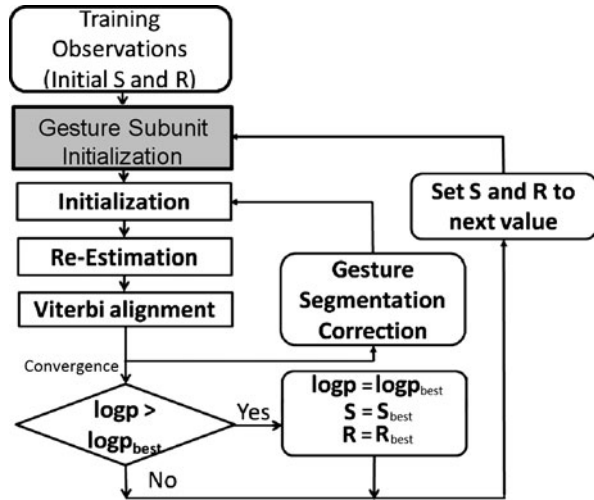 Training
Observations
(Initial S and R)
Gesture Subunit
Initialization
Initialization
Set S and R to
next value
Re-Estimation
Gesture
Segmentation
Correction
Viterbi alignment
Convergence
logp >
logpbest
Yes
logp = logpbest
S = Sbest
R = Rbest
No